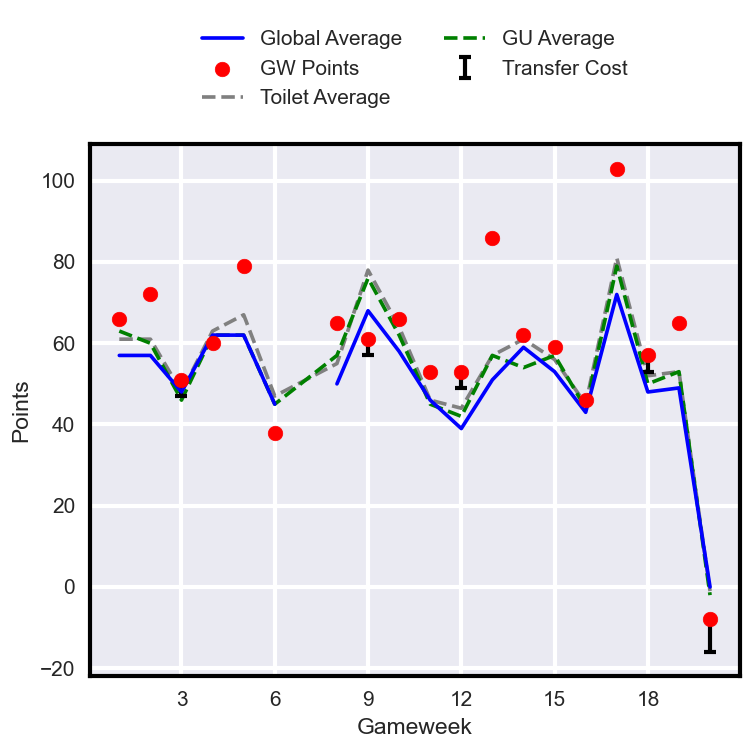 Global Average
GW Points
Toilet Average
GU Average
Transfer Cost
Points
100
80
60
40
20
0
−20
3 6 9 12 15 18
Gameweek